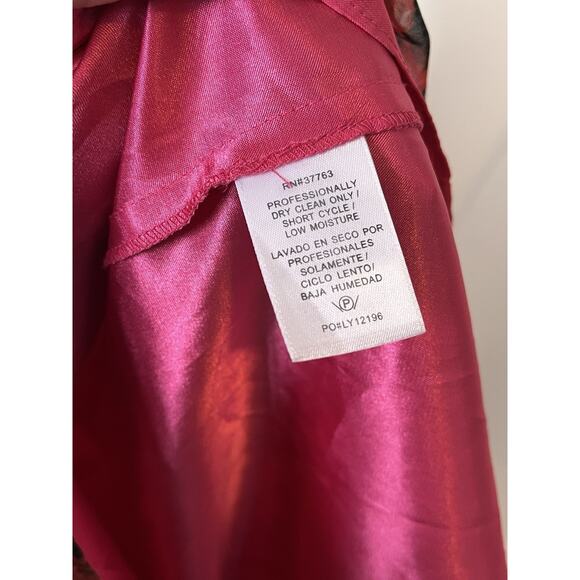 RN#37763
PROFESSIONALLY
DRY CLEAN ONLY /
SHORT CYCLE /
LOW MOISTURE
LAVADO EN SECO POR
PROFESIONALES
SOLAMENTE/
CICLO LENTO/
BAJA HUMEDAD
P
PO#LY12196